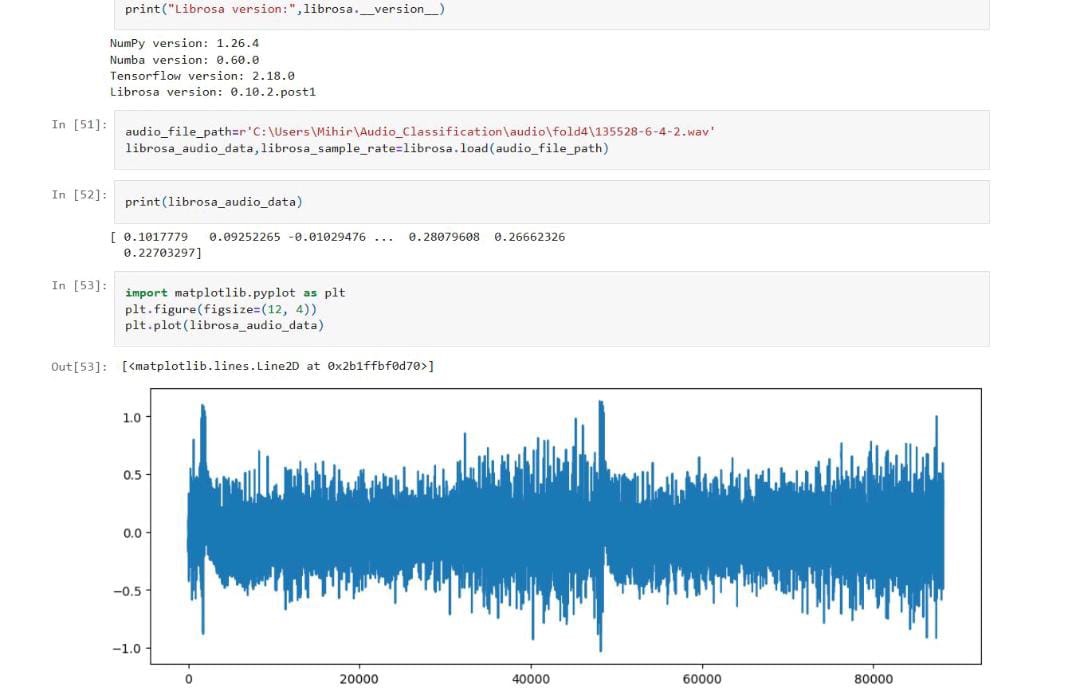 print("Librosa version:",librosa.__version__)
NumPy version: 1.26.4
Numba version: 0.60.0
Tensorflow version: 2.18.0
Librosa version: 0.10.2.post1
In [51]:
audio_file_path=r'C:\Users\Mihir\Audio_Classification\audio\fold4\135528-6-4-2.wav'
librosa_audio_data,librosa_sample_rate=librosa.load(audio_file_path)
In [52]:
print(librosa_audio_data)
[ 0.1017779   0.09252265 -0.01029476 ...  0.28079608  0.26662326
  0.22703297]
In [53]:
import matplotlib.pyplot as plt
plt.figure(figsize=(12, 4))
plt.plot(librosa_audio_data)
Out[53]: [<matplotlib.lines.Line2D at 0x2b1ffbf0d70>]
1.0
0.5
0.0
−0.5
−1.0
0 20000 40000 60000 80000